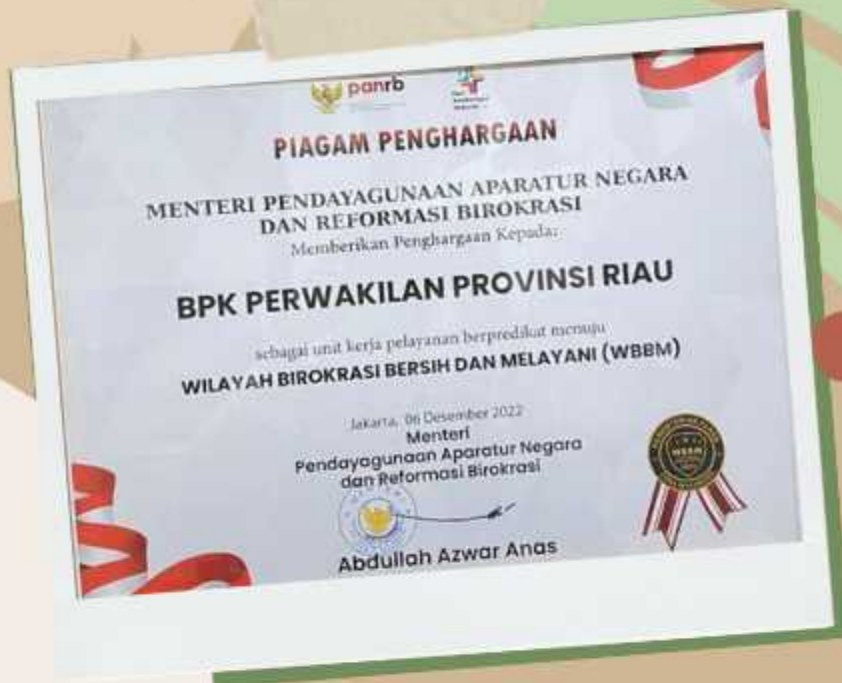 panrb
PIAGAM PENGHARGAAN
MENTERI PENDAYAGUNAAN APARATUR NEGARA
DAN REFORMASI BIROKRASI
Memberikan Penghargaan Kepada:
BPK PERWAKILAN PROVINSI RIAU
sebagai unit kerja pelayanan berpredikat menuju
WILAYAH BIROKRASI BERSIH DAN MELAYANI (WBBM)
Jakarta, 06 Desember 2022
Menteri
Pendayagunaan Aparatur Negara
dan Reformasi Birokrasi
WBBM
Abdullah Azwar Anas